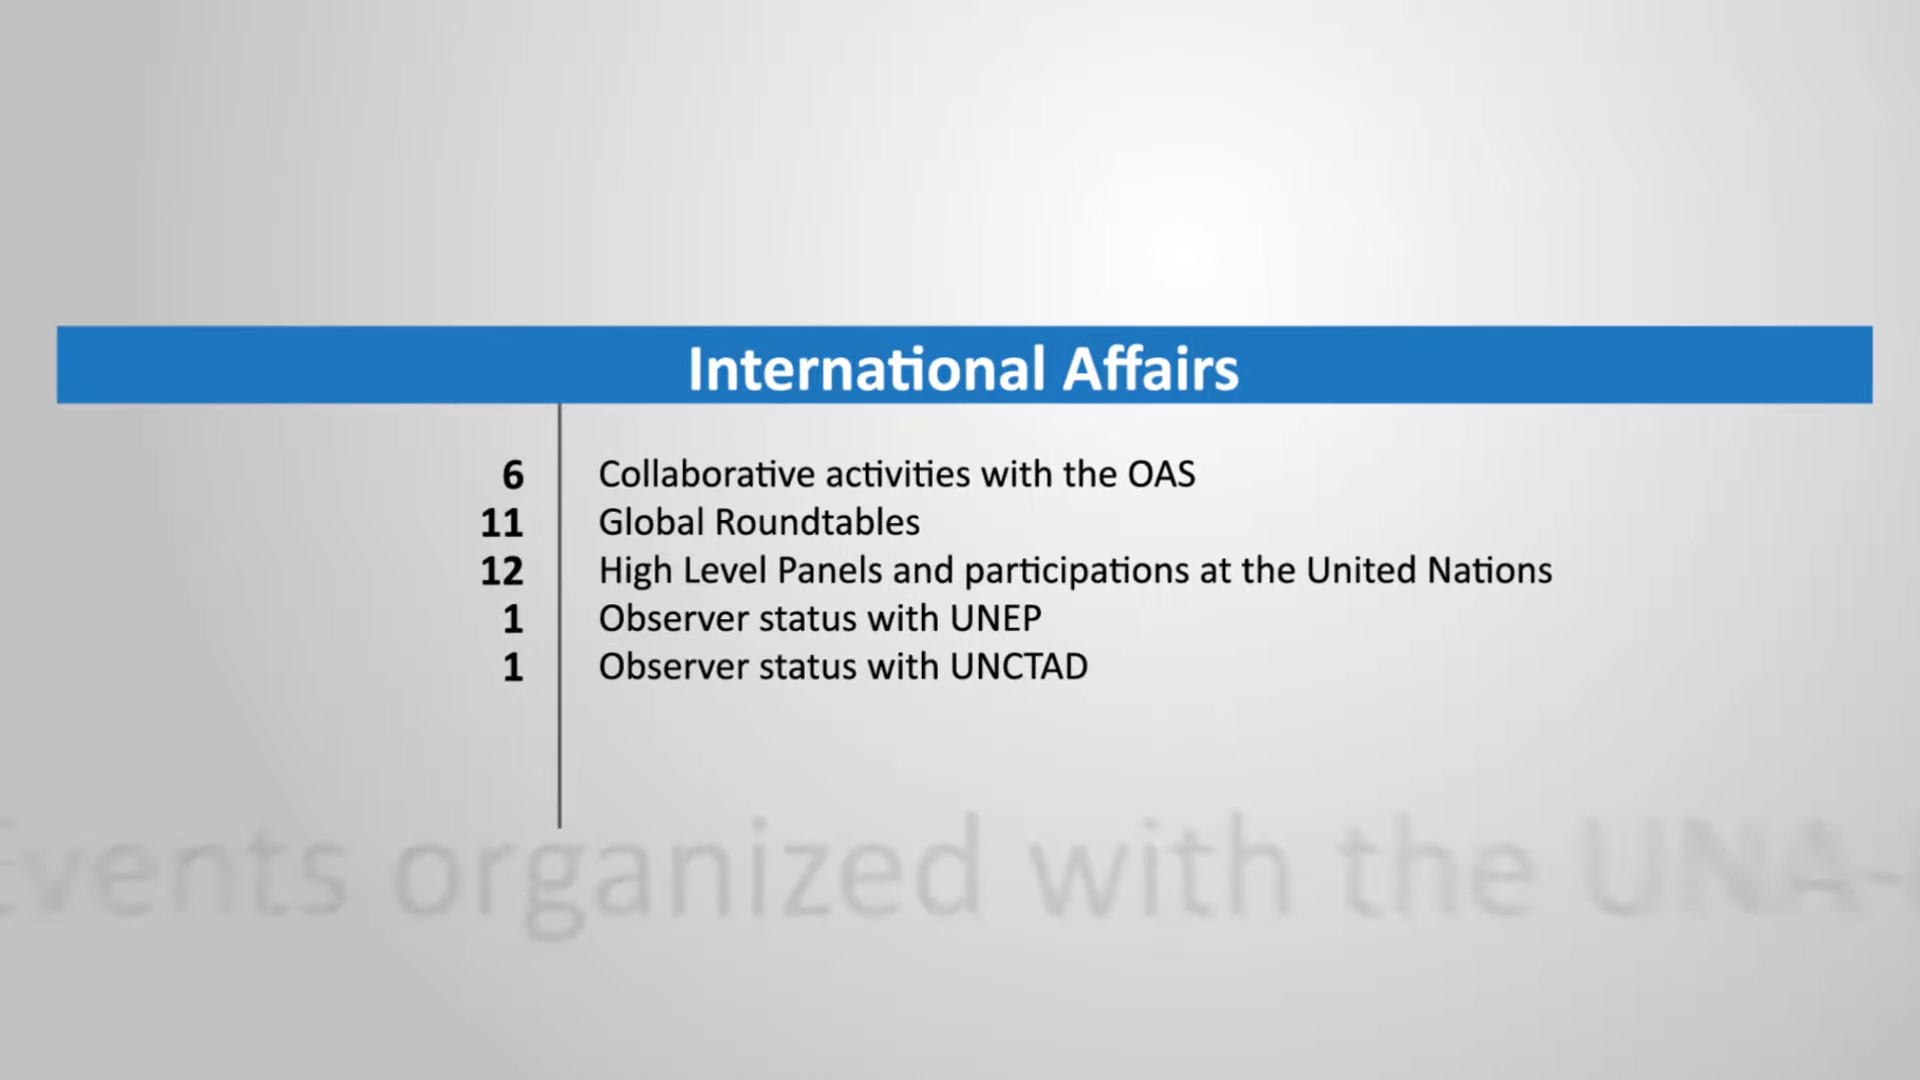 International Affairs
6 Collaborative activities with the OAS
11 Global Roundtables
12 High Level Panels and participations at the United Nations
1 Observer status with UNEP
1 Observer status with UNCTAD
Events organized with the